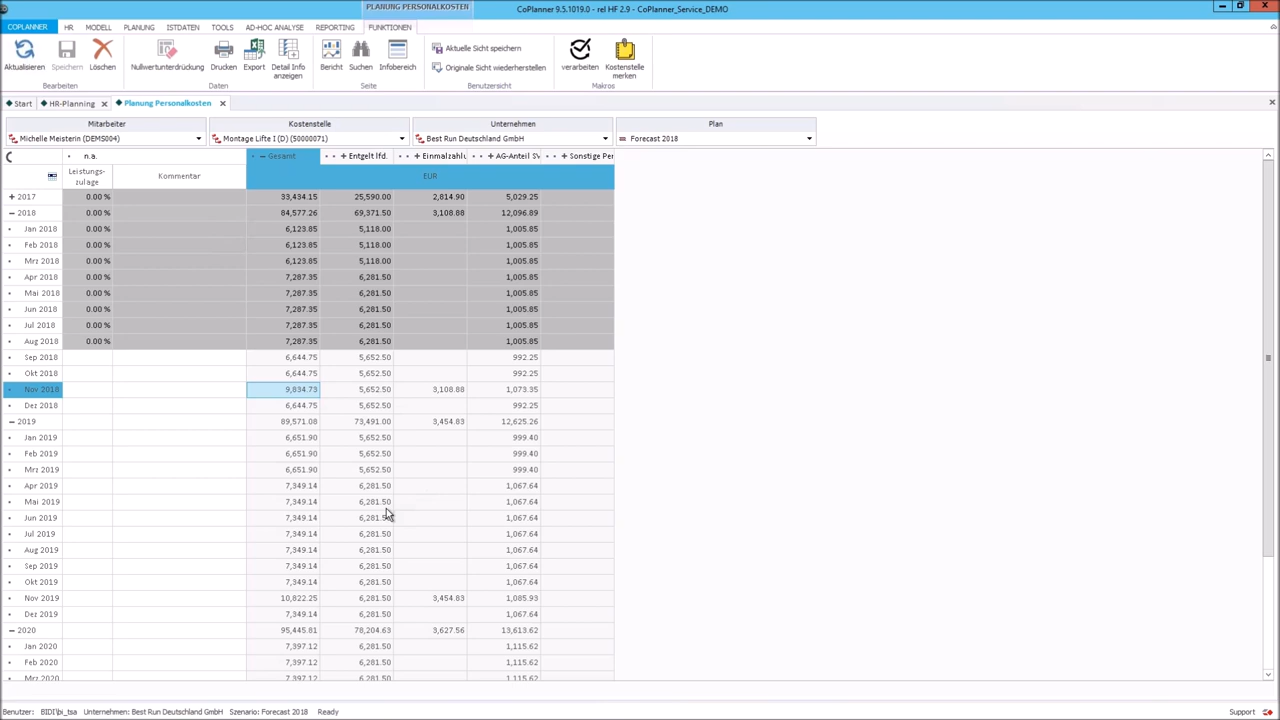 PLANUNG PERSONALKOSTEN
CoPlanner 9.5.1019.0 - rel HF 2.9 - CoPlanner_Service_DEMO
COPLANNER HR MODELL PLANUNG ISTDATEN TOOLS AD-HOC ANALYSE REPORTING FUNKTIONEN
Aktualisieren Speichern Löschen Nullwertunterdrückung Drucken Export Detail Info anzeigen Bericht Suchen Infobereich Aktuelle Sicht speichern Originale Sicht wiederherstellen verarbeiten Kostenstelle merken
Bearbeiten Daten Seite Benutzersicht Makros
Start HR-Planning Planung Personalkosten
Mitarbeiter Kostenstelle Unternehmen Plan
Michelle Meisterin (DEMS004) Montage Lifte I (D) (50000071) Best Run Deutschland GmbH Forecast 2018
n.a. Gesamt Entgelt lfd. Einmalzahlu AG-Anteil SV Sonstige Per
Leistungs-
zulage Kommentar EUR
2017 0.00 % 33,434.15 25,590.00 2,814.90 5,029.25
2018 0.00 % 84,577.26 69,371.50 3,108.88 12,096.89
Jan 2018 0.00 % 6,123.85 5,118.00 1,005.85
Feb 2018 0.00 % 6,123.85 5,118.00 1,005.85
Mrz 2018 0.00 % 6,123.85 5,118.00 1,005.85
Apr 2018 0.00 % 7,287.35 6,281.50 1,005.85
Mai 2018 0.00 % 7,287.35 6,281.50 1,005.85
Jun 2018 0.00 % 7,287.35 6,281.50 1,005.85
Jul 2018 0.00 % 7,287.35 6,281.50 1,005.85
Aug 2018 0.00 % 7,287.35 6,281.50 1,005.85
Sep 2018 6,644.75 5,652.50 992.25
Okt 2018 6,644.75 5,652.50 992.25
Nov 2018 9,834.73 5,652.50 3,108.88 1,073.35
Dez 2018 6,644.75 5,652.50 992.25
2019 89,571.08 73,491.00 3,454.83 12,625.26
Jan 2019 6,651.90 5,652.50 999.40
Feb 2019 6,651.90 5,652.50 999.40
Mrz 2019 6,651.90 5,652.50 999.40
Apr 2019 7,349.14 6,281.50 1,067.64
Mai 2019 7,349.14 6,281.50 1,067.64
Jun 2019 7,349.14 6,281.50 1,067.64
Jul 2019 7,349.14 6,281.50 1,067.64
Aug 2019 7,349.14 6,281.50 1,067.64
Sep 2019 7,349.14 6,281.50 1,067.64
Okt 2019 7,349.14 6,281.50 1,067.64
Nov 2019 10,822.25 6,281.50 3,454.83 1,085.93
Dez 2019 7,349.14 6,281.50 1,067.64
2020 95,445.81 78,204.63 3,627.56 13,613.62
Jan 2020 7,397.12 6,281.50 1,115.62
Feb 2020 7,397.12 6,281.50 1,115.62
Mrz 2020 7,397.12 6,281.50 1,115.62
Benutzer: BIDI\bi_tsa Unternehmen: Best Run Deutschland GmbH Szenario: Forecast 2018 Ready Support